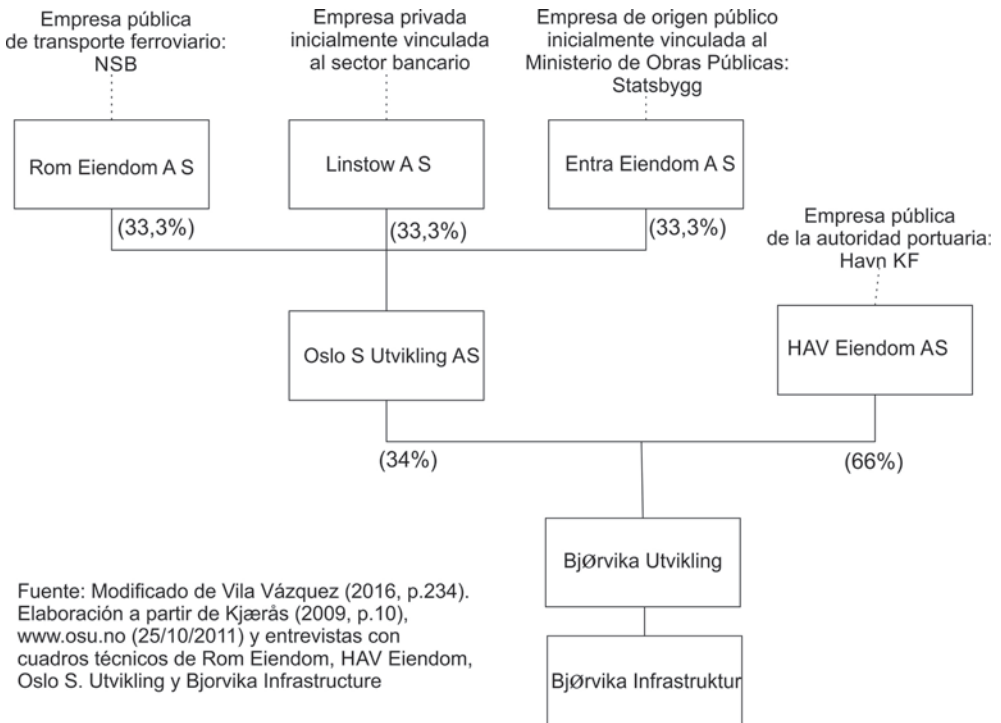 Empresa pública
de transporte ferroviario:
NSB
Empresa privada
inicialmente vinculada
al sector bancario
Empresa de origen público
inicialmente vinculada al
Ministerio de Obras Públicas:
Statsbygg
Rom Eiendom A S
Linstow A S
Entra Eiendom A S
(33,3%)
(33,3%)
(33,3%)
Empresa pública
de la autoridad portuaria:
Havn KF
Oslo S Utvikling AS
HAV Eiendom AS
(34%)
(66%)
BjØrvika Utvikling
BjØrvika Infrastruktur
Fuente: Modificado de Vila Vázquez (2016, p.234).
Elaboración a partir de Kjærås (2009, p.10),
www.osu.no (25/10/2011) y entrevistas con
cuadros técnicos de Rom Eiendom, HAV Eiendom,
Oslo S. Utvikling y Bjorvika Infrastructure